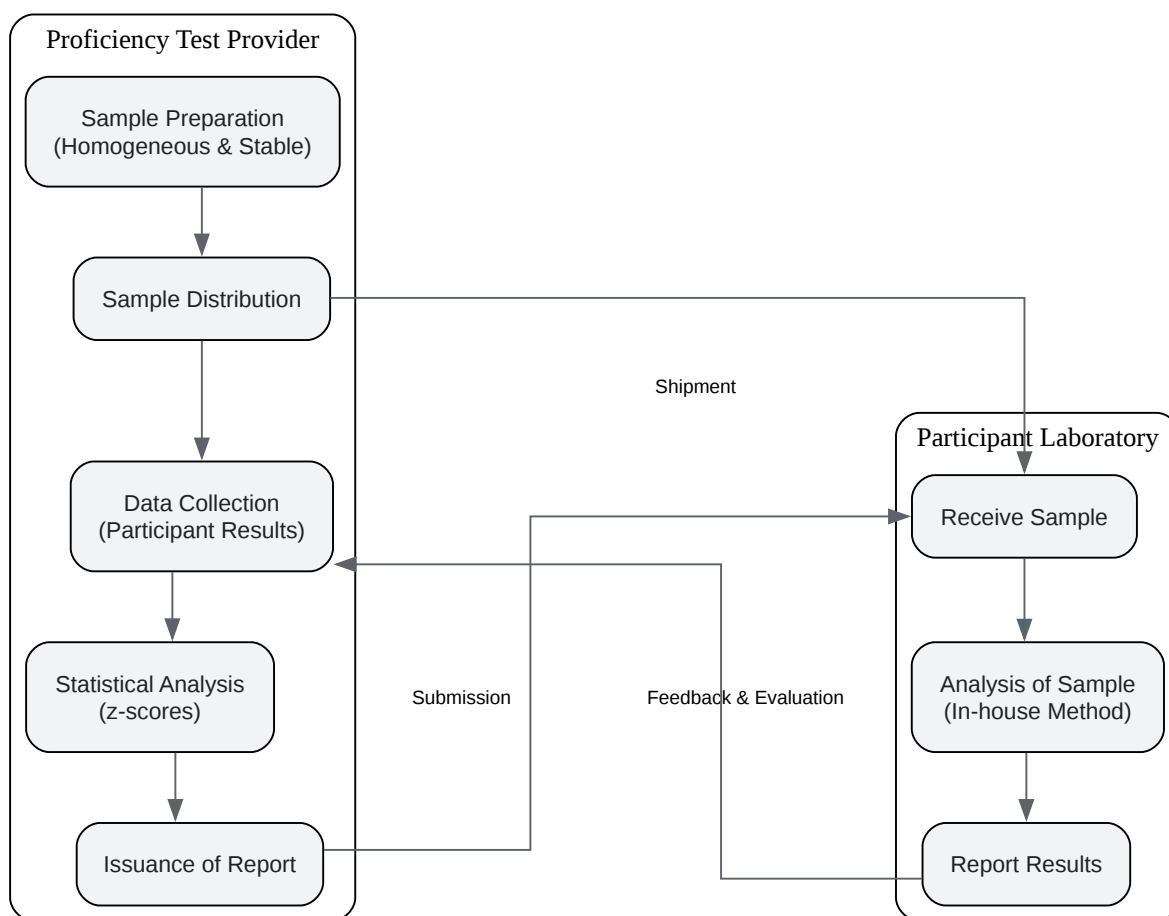 Proficiency Test Provider
Sample Preparation
(Homogeneous & Stable)
Sample Distribution
Shipment
Participant Laboratory
Data Collection
(Participant Results)
Receive Sample
Statistical Analysis
(z-scores)
Submission
Feedback & Evaluation
Analysis of Sample
(In-house Method)
Issuance of Report
Report Results